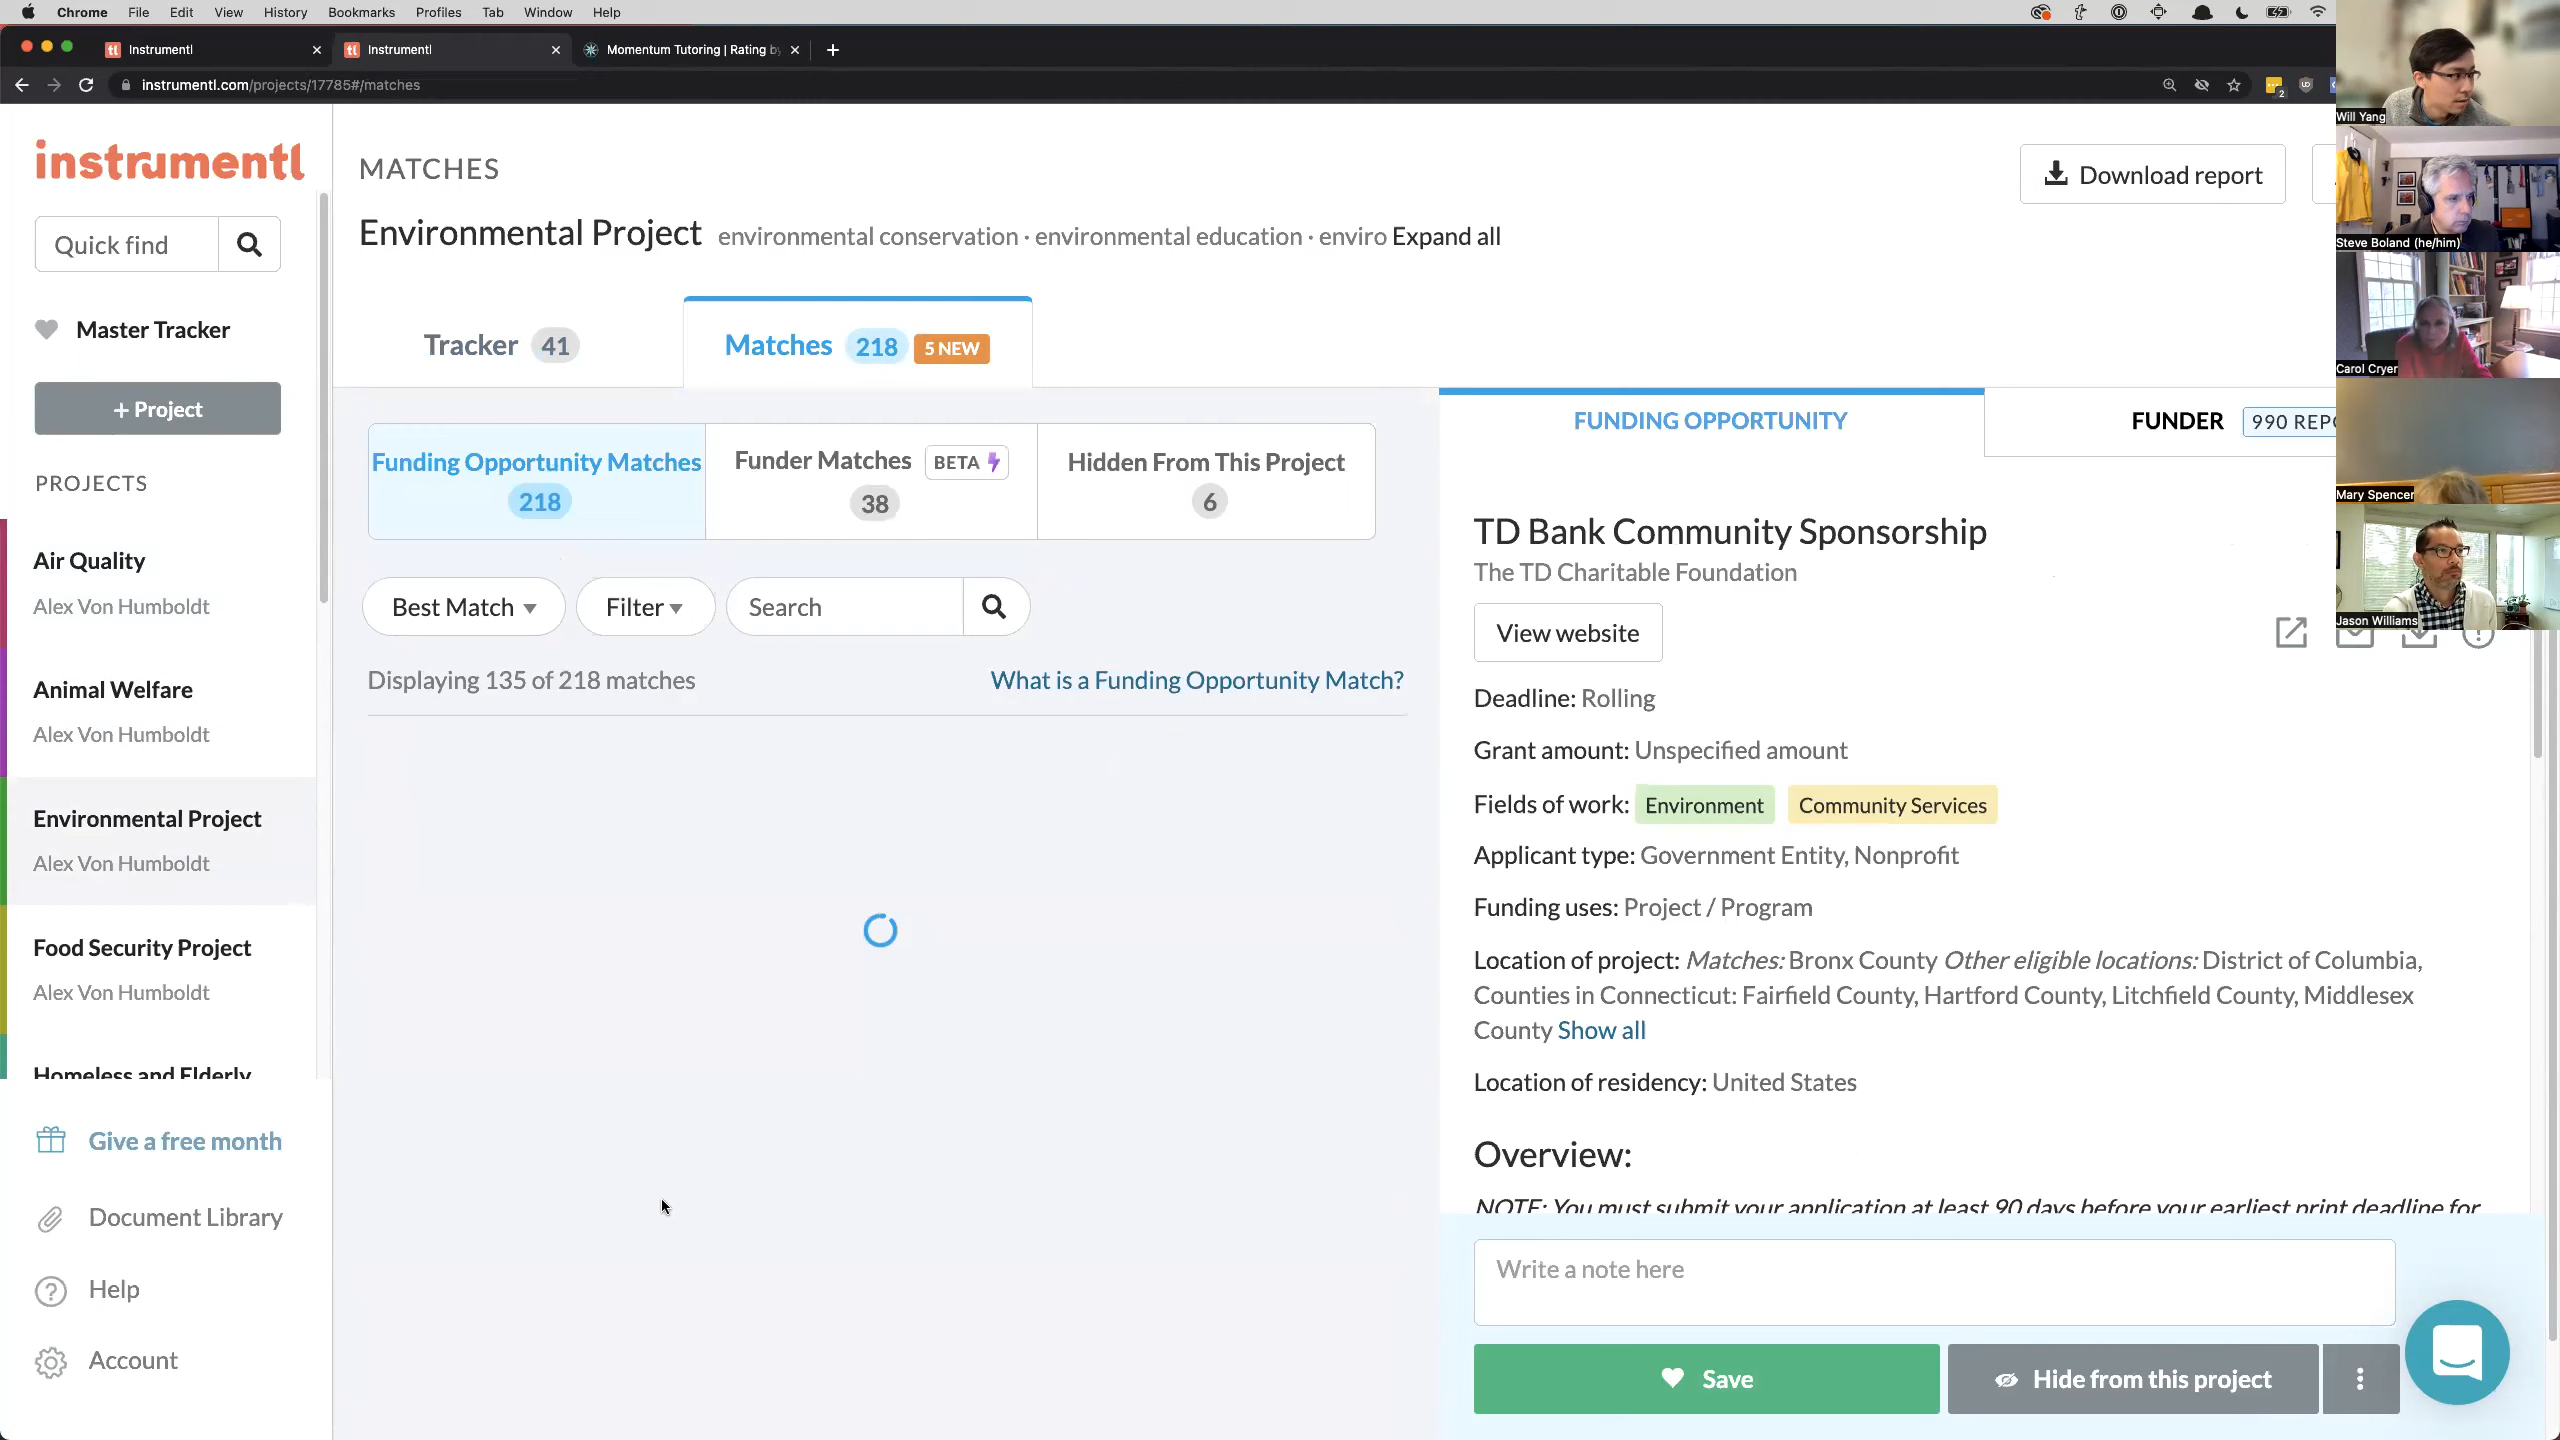 Chrome File Edit View History Bookmarks Profiles Tab Window Help
Instrumentl
Instrumentl
Momentum Tutoring | Rating by
instrumentl.com/projects/17785#/matches
instrumentl
Quick find
Master Tracker
+ Project
PROJECTS
Air Quality
Alex Von Humboldt
Animal Welfare
Alex Von Humboldt
Environmental Project
Alex Von Humboldt
Food Security Project
Alex Von Humboldt
Homeless and Elderly
Give a free month
Document Library
Help
Account
MATCHES
Download report
Environmental Project environmental conservation · environmental education · enviro Expand all
Tracker 41
Matches 218 5 NEW
Funding Opportunity Matches
218
Funder Matches BETA
38
Hidden From This Project
6
Best Match ▾ Filter ▾ Search
Displaying 135 of 218 matches
What is a Funding Opportunity Match?
FUNDING OPPORTUNITY
FUNDER 990 REPO
TD Bank Community Sponsorship
The TD Charitable Foundation
View website
Deadline: Rolling
Grant amount: Unspecified amount
Fields of work: Environment Community Services
Applicant type: Government Entity, Nonprofit
Funding uses: Project / Program
Location of project: Matches: Bronx County Other eligible locations: District of Columbia,
Counties in Connecticut: Fairfield County, Hartford County, Litchfield County, Middlesex
County Show all
Location of residency: United States
Overview:
NOTE: You must submit your application at least 90 days before your earliest print deadline for
Write a note here
Save
Hide from this project
Will Yang
Steve Boland (he/him)
Carol Cryer
Mary Spencer
Jason Williams